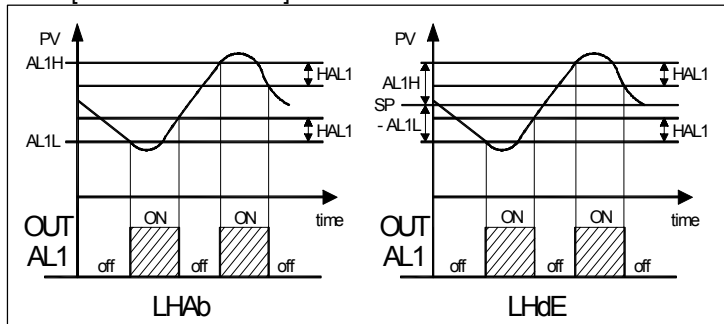 PV
AL1H
HAL1
HAL1
AL1L
ON
ON
time
OUT
AL1
off
off
off
LHAb
PV
AL1H
SP
- AL1L
HAL1
HAL1
ON
ON
time
OUT
AL1
off
off
off
LHdE